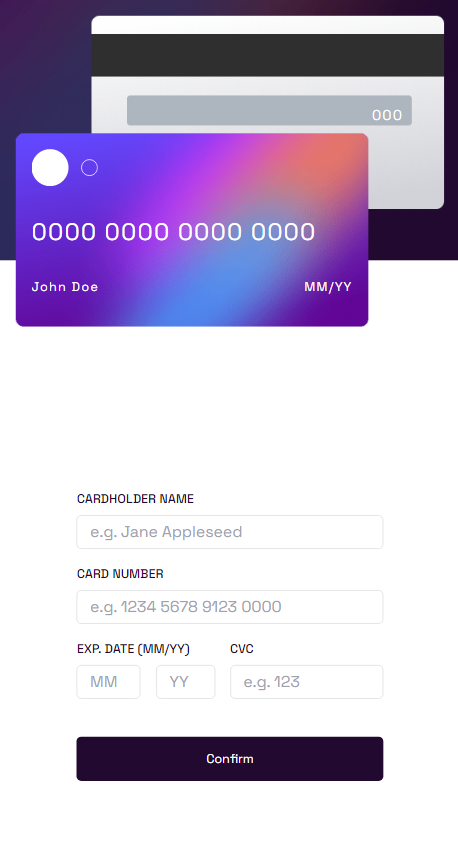 000
0000 0000 0000 0000
John Doe MM/YY
CARDHOLDER NAME
e.g. Jane Appleseed
CARD NUMBER
e.g. 1234 5678 9123 0000
EXP. DATE (MM/YY) CVC
MM YY e.g. 123
Confirm